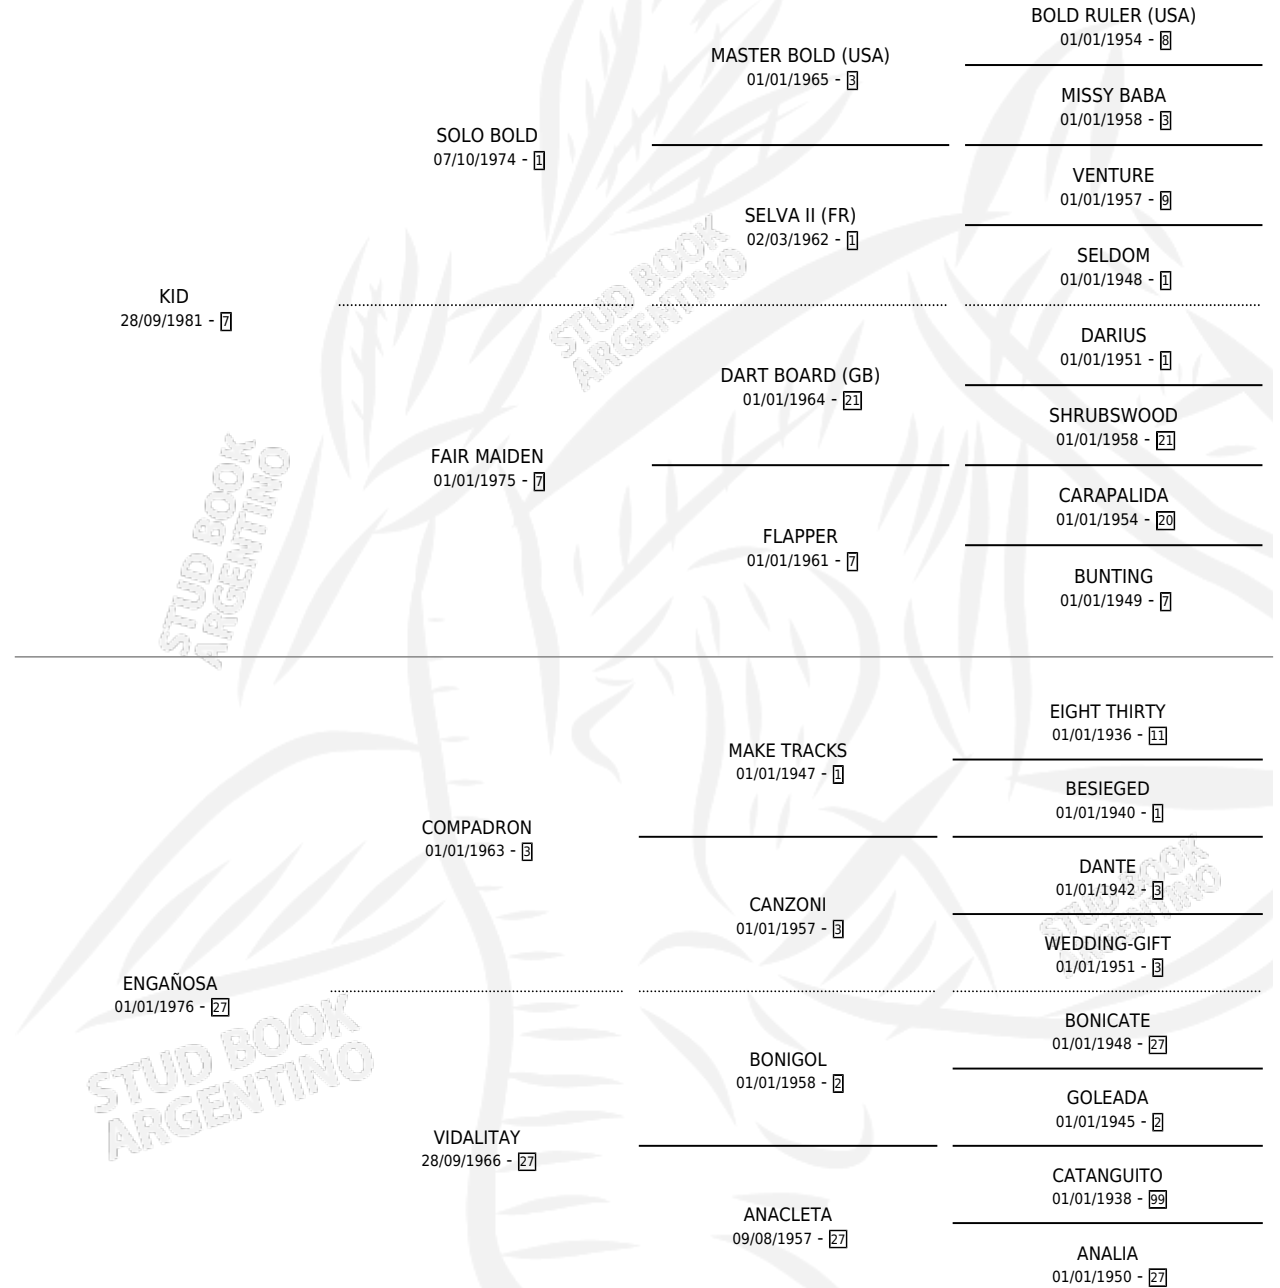 BOLD RULER (USA)
01/01/1954 - 8
MASTER BOLD (USA)
01/01/1965 - 3
MISSY BABA
01/01/1958 - 3
SOLO BOLD
07/10/1974 - 1
VENTURE
01/01/1957 - 9
SELVA II (FR)
02/03/1962 - 1
SELDOM
01/01/1948 - 1
KID
28/09/1981 - 7
DARIUS
01/01/1951 - 1
DART BOARD (GB)
01/01/1964 - 21
SHRUBSWOOD
01/01/1958 - 21
FAIR MAIDEN
01/01/1975 - 7
CARAPALIDA
01/01/1954 - 20
FLAPPER
01/01/1961 - 7
BUNTING
01/01/1949 - 7
EIGHT THIRTY
01/01/1936 - 11
MAKE TRACKS
01/01/1947 - 1
BESIEGED
01/01/1940 - 1
COMPADRON
01/01/1963 - 3
DANTE
01/01/1942 - 3
CANZONI
01/01/1957 - 3
WEDDING-GIFT
01/01/1951 - 3
ENGAÑOSA
01/01/1976 - 27
BONICATE
01/01/1948 - 27
BONIGOL
01/01/1958 - 2
GOLEADA
01/01/1945 - 2
VIDALITAY
28/09/1966 - 27
CATANGUITO
01/01/1938 - 99
ANACLETA
09/08/1957 - 27
ANALIA
01/01/1950 - 27
STUD BOOK
ARGENTINO
STUD BOOK
ARGENTINO
STUD BOOK
ARGENTINO
STUD BOOK
ARGENTINO